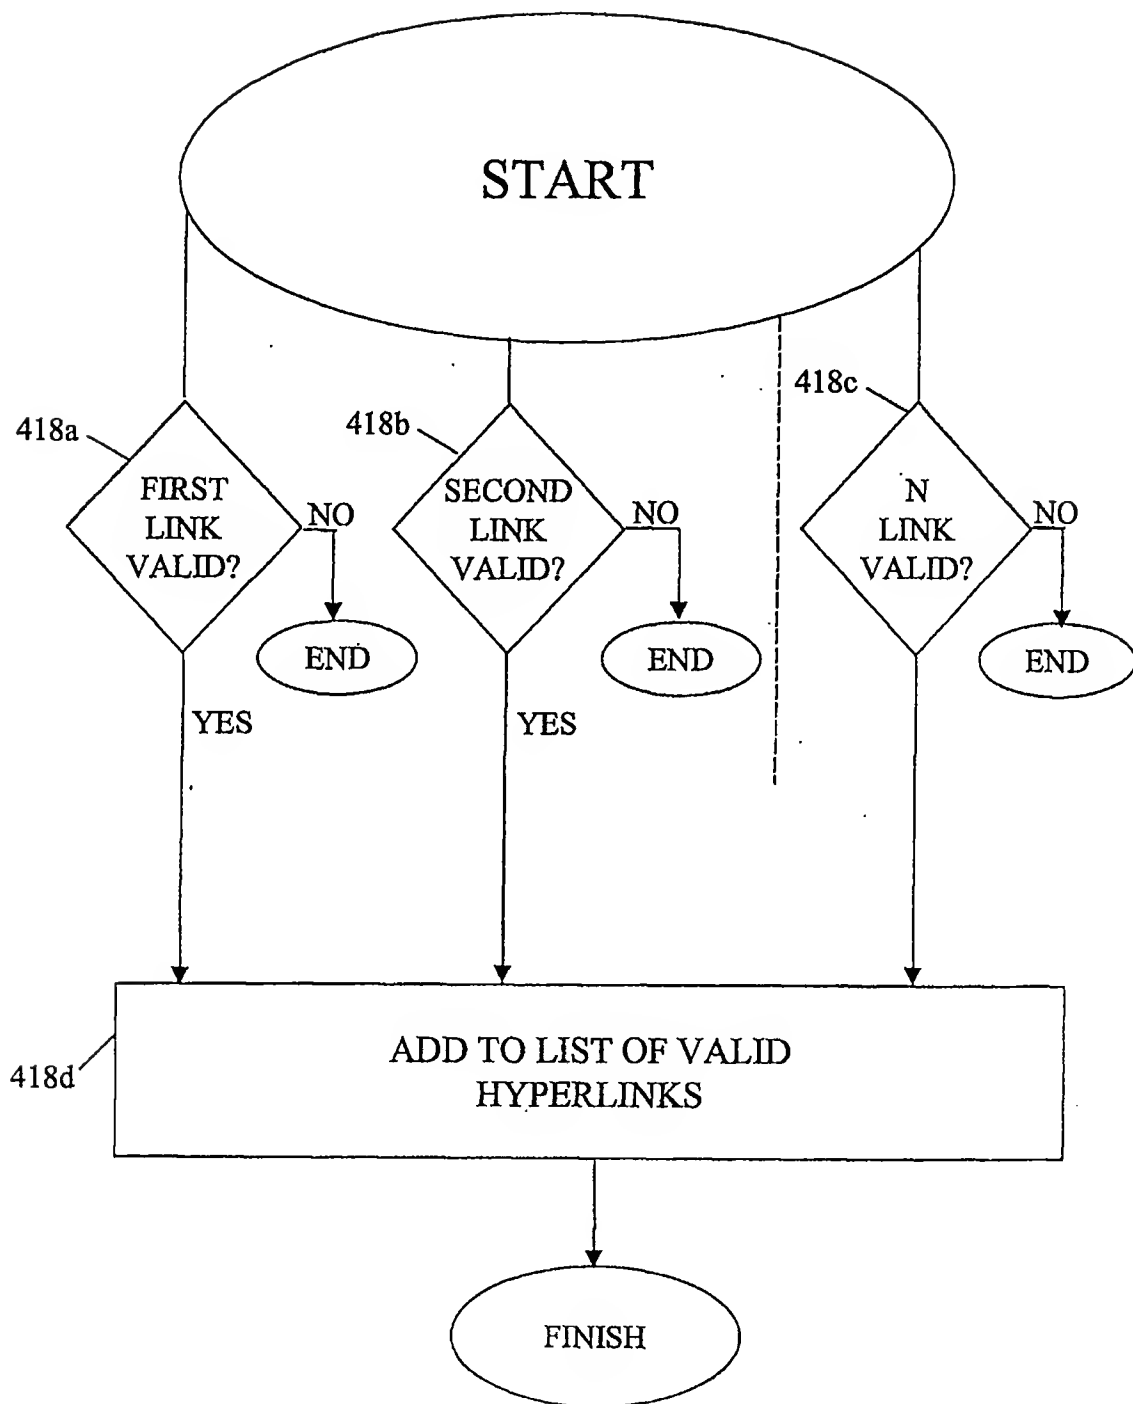 START
418a
418b
418c
FIRST
LINK
VALID?
NO
SECOND
LINK
VALID?
NO
N
LINK
VALID?
NO
END
END
END
YES
YES
418d
ADD TO LIST OF VALID
HYPERLINKS
FINISH